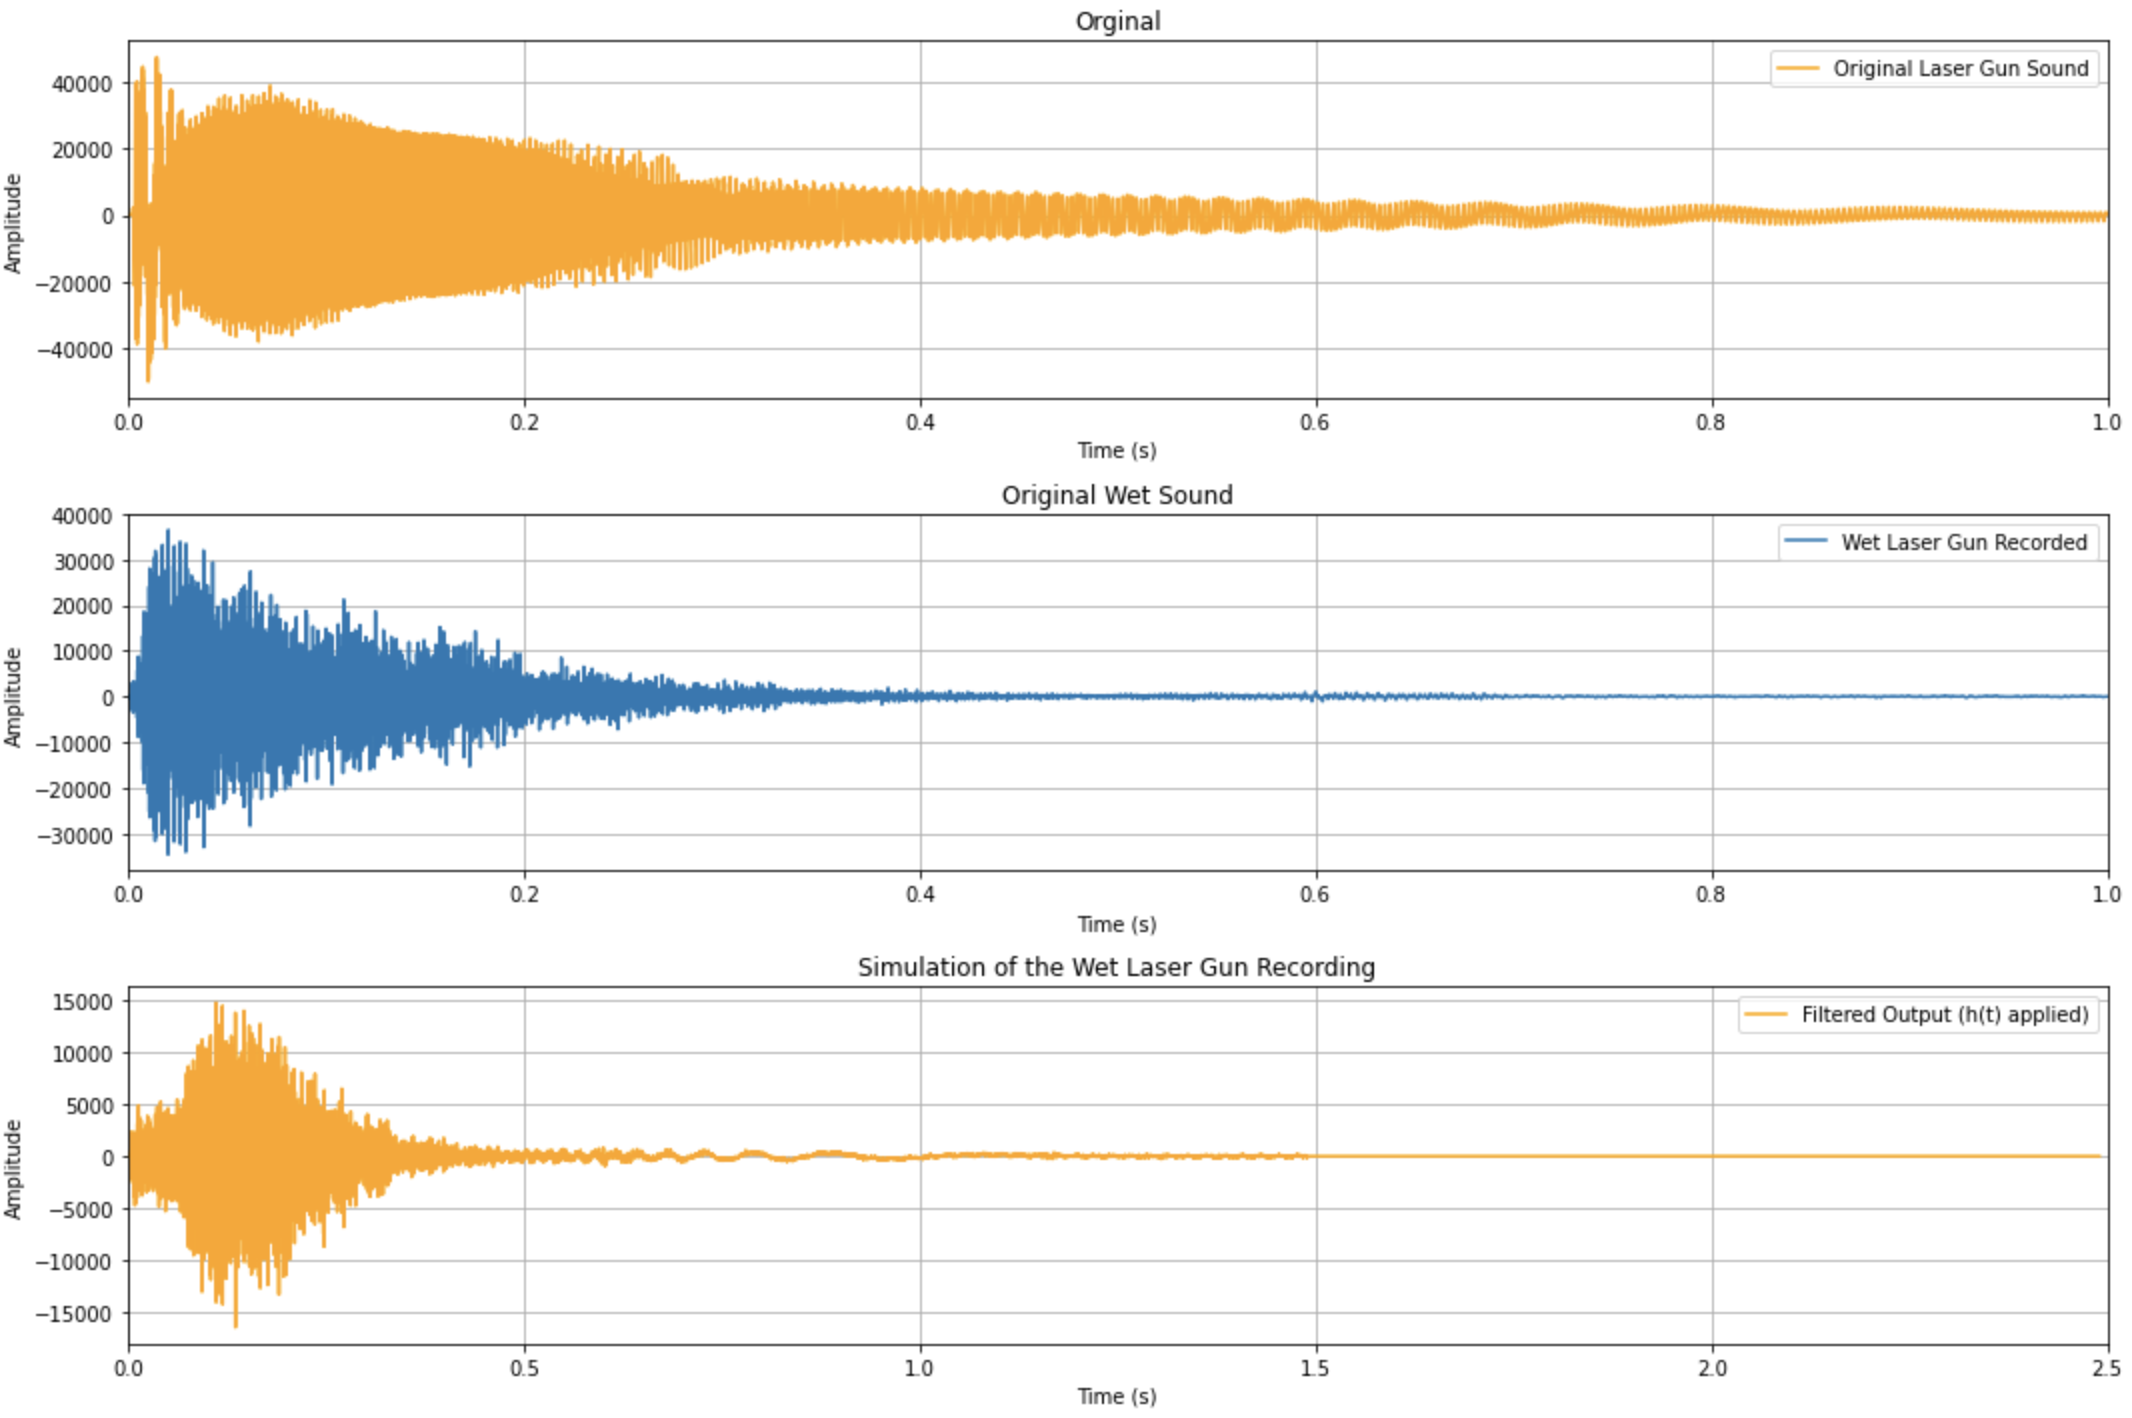 Orginal
Original Laser Gun Sound
40000
20000
0
−20000
−40000
Amplitude
0.0 0.2 0.4 0.6 0.8 1.0
Time (s)
Original Wet Sound
Wet Laser Gun Recorded
40000
30000
20000
10000
0
−10000
−20000
−30000
Amplitude
0.0 0.2 0.4 0.6 0.8 1.0
Time (s)
Simulation of the Wet Laser Gun Recording
Filtered Output (h(t) applied)
15000
10000
5000
0
−5000
−10000
−15000
Amplitude
0.0 0.5 1.0 1.5 2.0 2.5
Time (s)